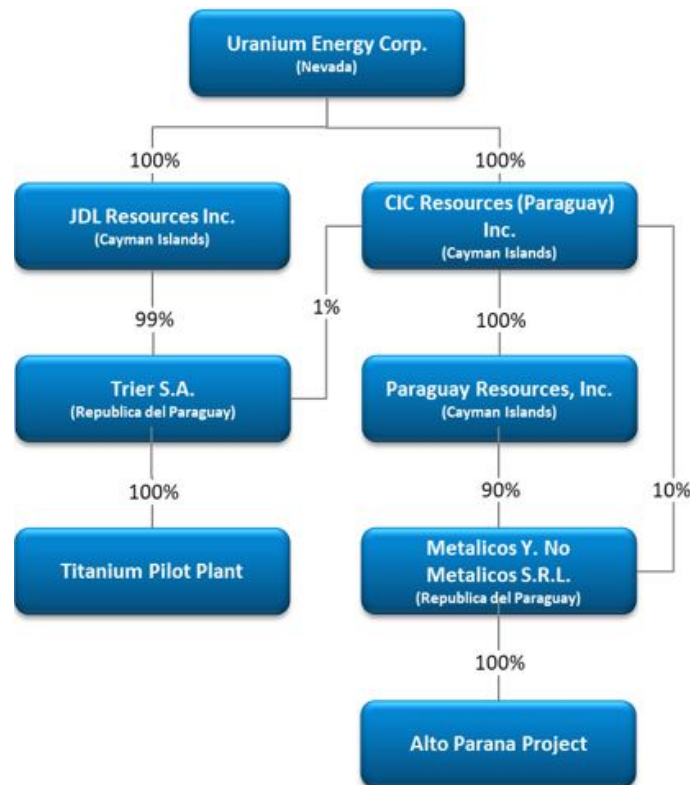 Uranium Energy Corp.
(Nevada)
100%
100%
JDL Resources Inc.
(Cayman Islands)
CIC Resources (Paraguay)
Inc.
(Cayman Islands)
99%
1%
100%
Trier S.A.
(Republica del Paraguay)
Paraguay Resources, Inc.
(Cayman Islands)
100%
90%
10%
Titanium Pilot Plant
Metalicos Y. No
Metalicos S.R.L.
(Republica del Paraguay)
100%
Alto Parana Project